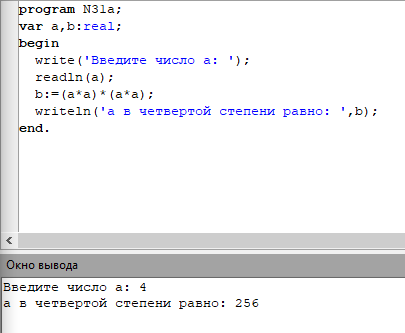 program N31a;
var a,b:real;
begin
write('Введите число a: ');
readln(a);
b:=(a*a)*(a*a);
writeln('a в четвертой степени равно: ',b);
end.
Окно вывода
Введите число a: 4
a в четвертой степени равно: 256